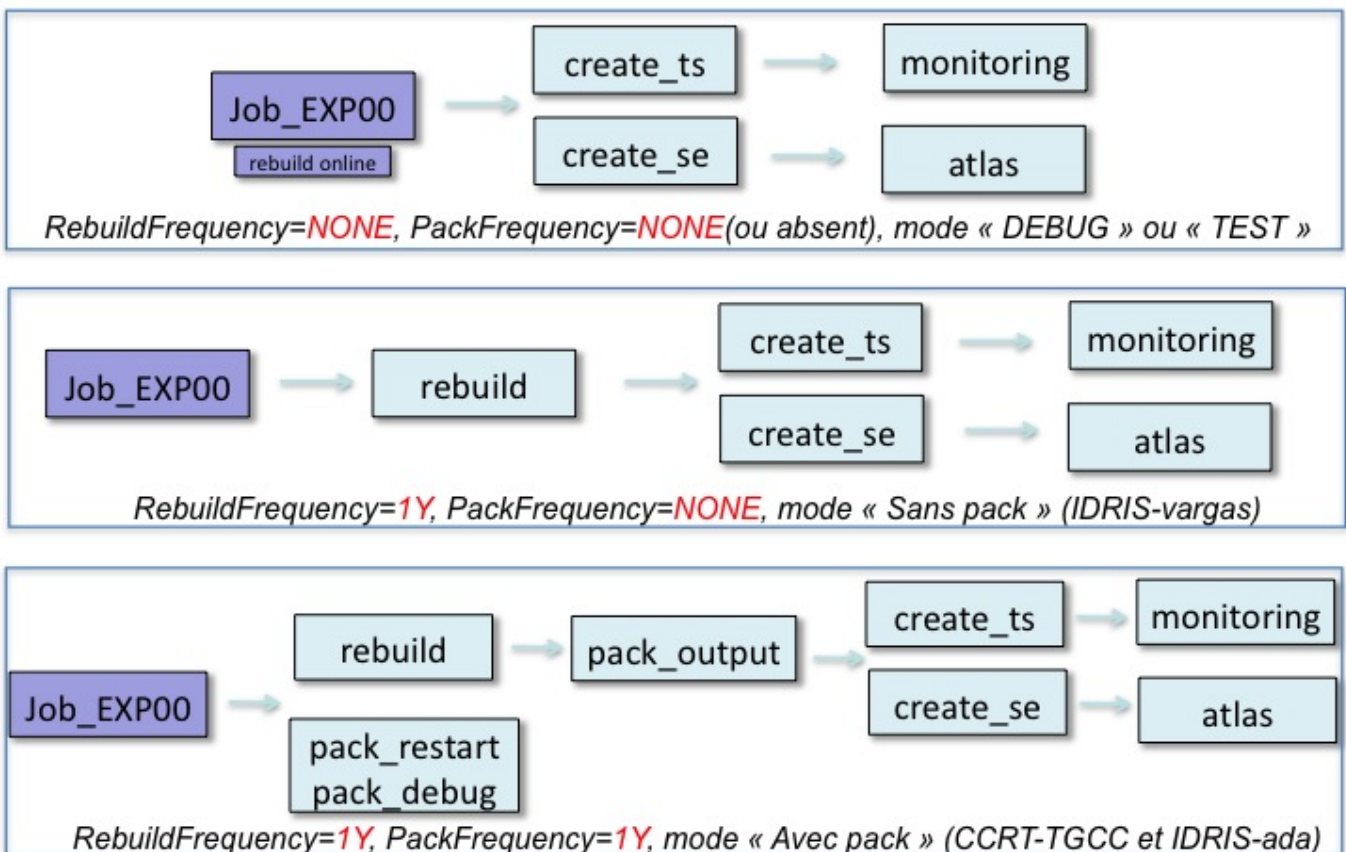 Job_EXP00
rebuild online
create_ts
monitoring
create_se
atlas
RebuildFrequency=NONE, PackFrequency=NONE(ou absent), mode « DEBUG » ou « TEST »
Job_EXP00
rebuild
create_ts
monitoring
create_se
atlas
RebuildFrequency=1Y, PackFrequency=NONE, mode « Sans pack » (IDRIS-vargas)
Job_EXP00
rebuild
pack_restart
pack_debug
pack_output
create_ts
monitoring
create_se
atlas
RebuildFrequency=1Y, PackFrequency=1Y, mode « Avec pack » (CCRT-TGCC et IDRIS-ada)